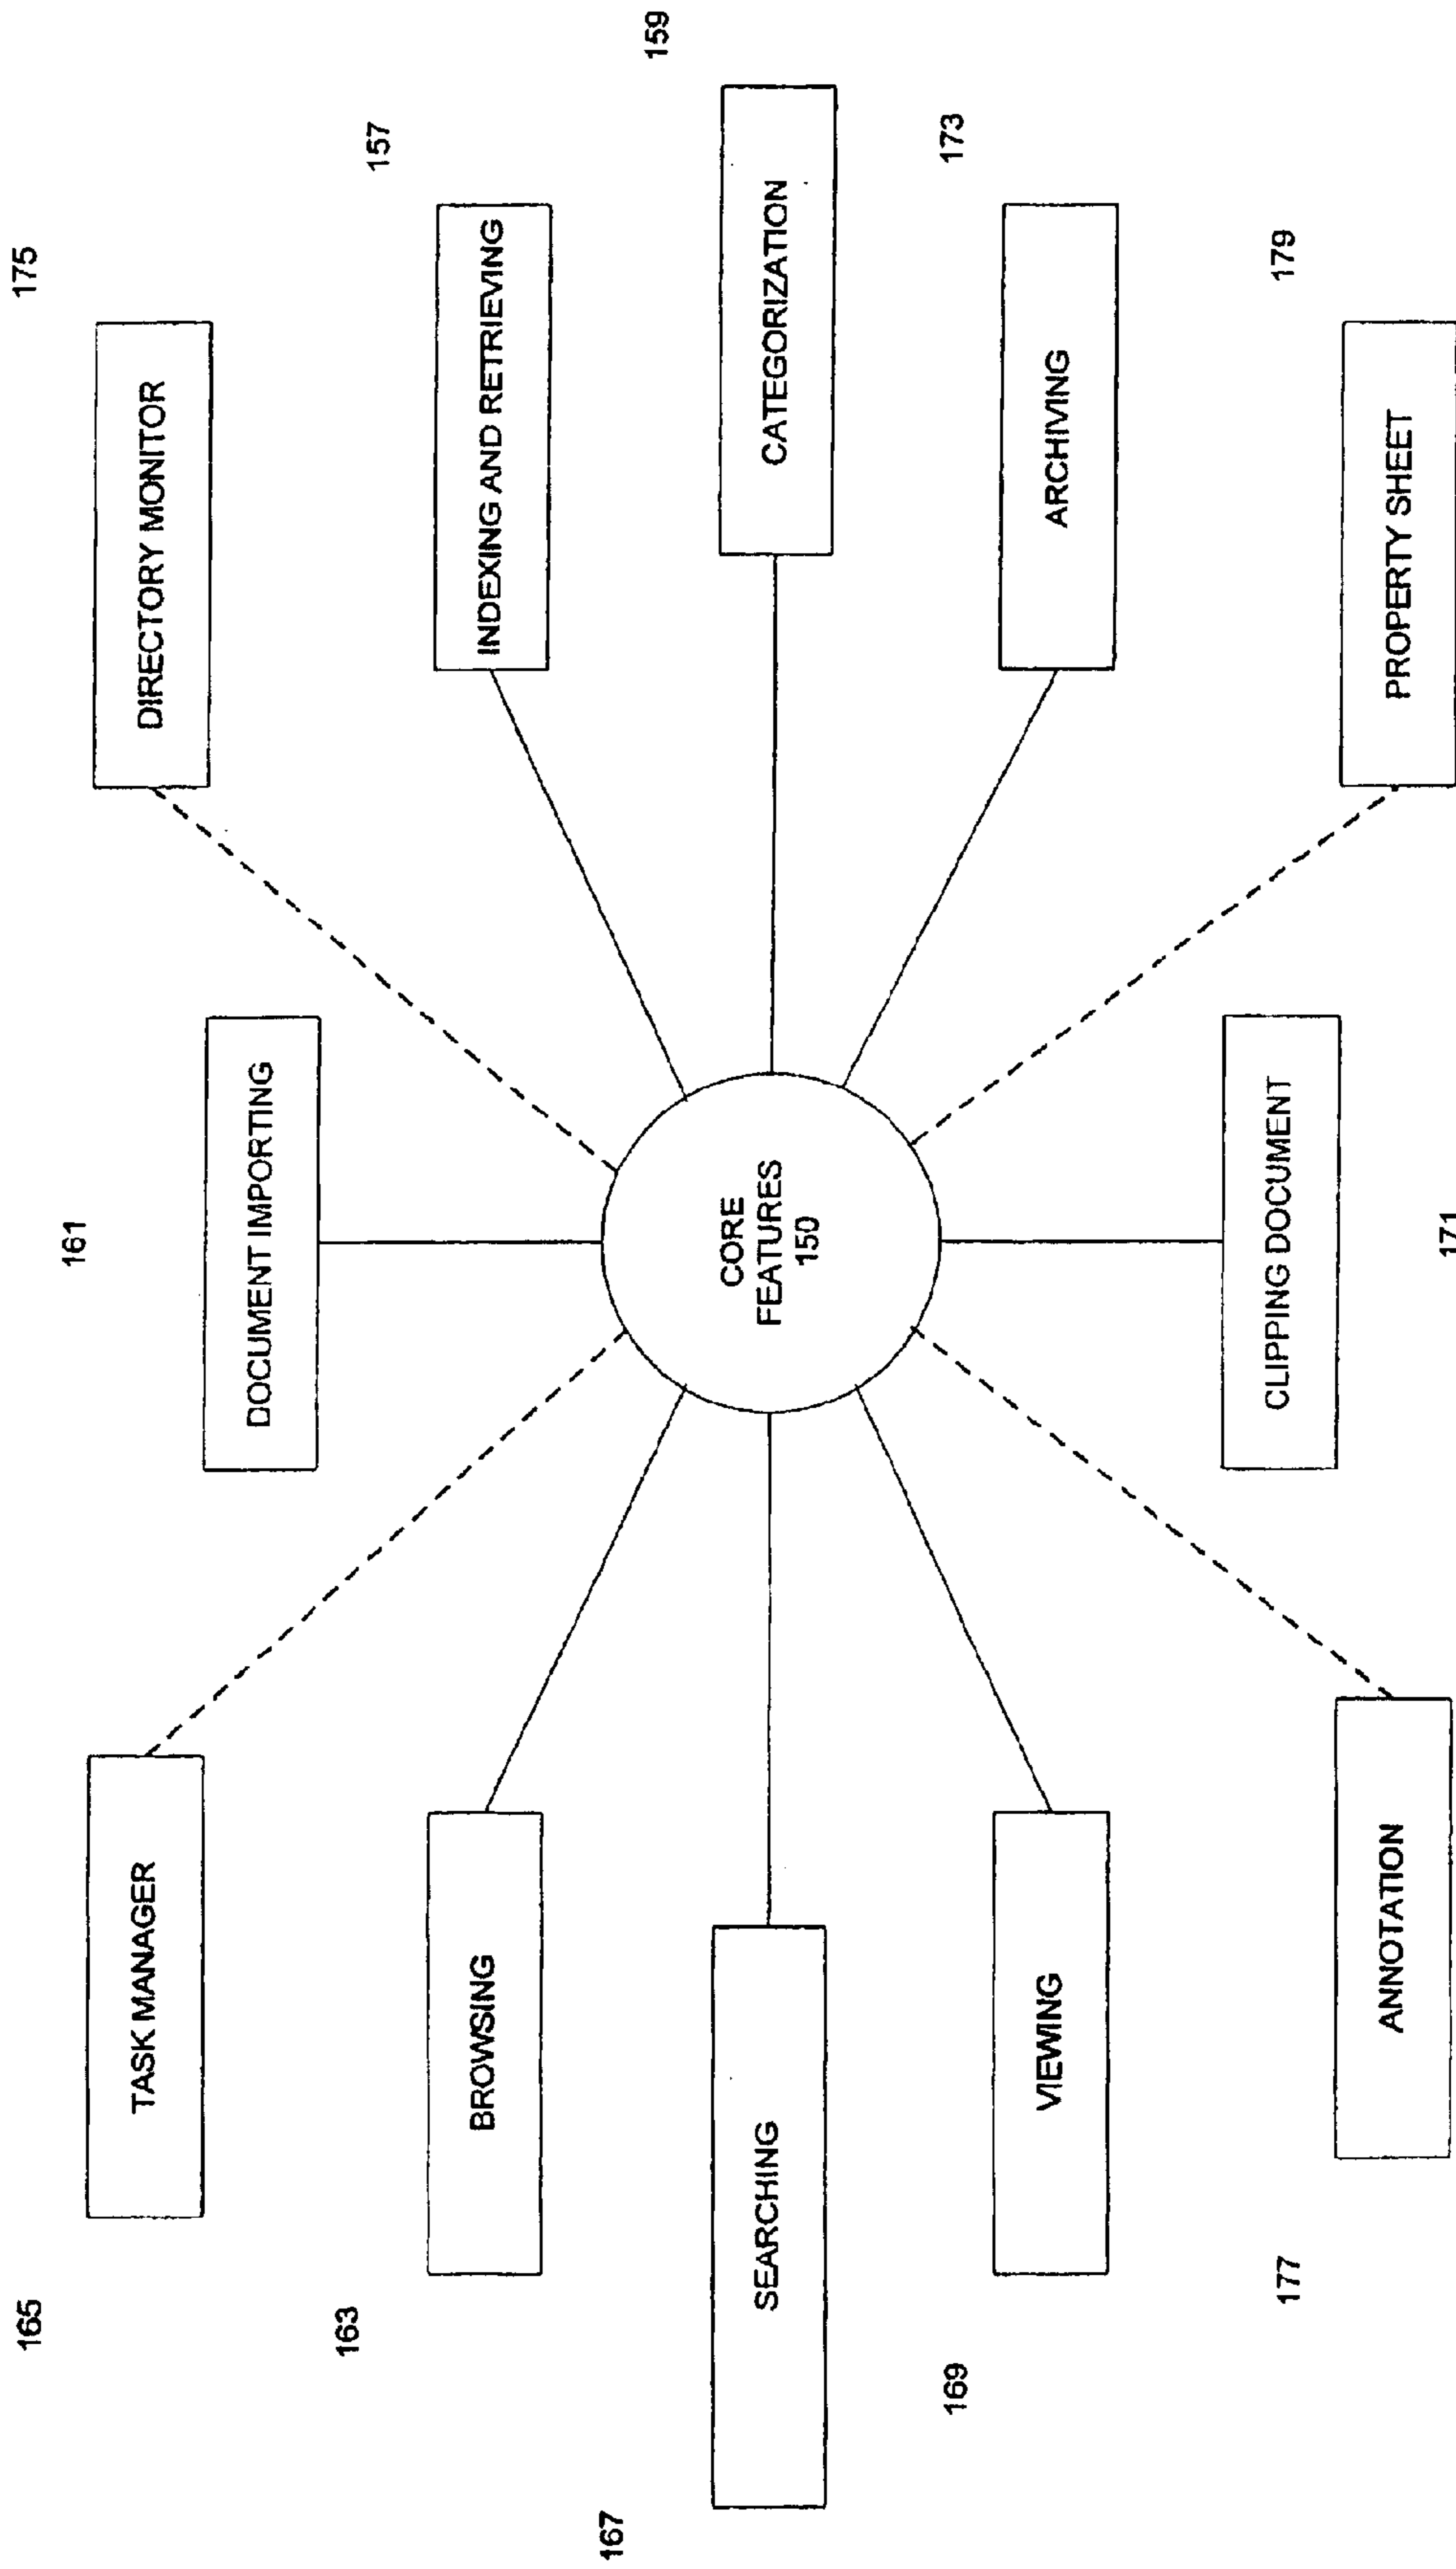 165
TASK MANAGER
161
DOCUMENT IMPORTING
175
DIRECTORY MONITOR
163
BROWSING
157
INDEXING AND RETRIEVING
167
SEARCHING
CORE
FEATURES
150
159
CATEGORIZATION
169
VIEWING
173
ARCHIVING
177
ANNOTATION
CLIPPING DOCUMENT
171
179
PROPERTY SHEET